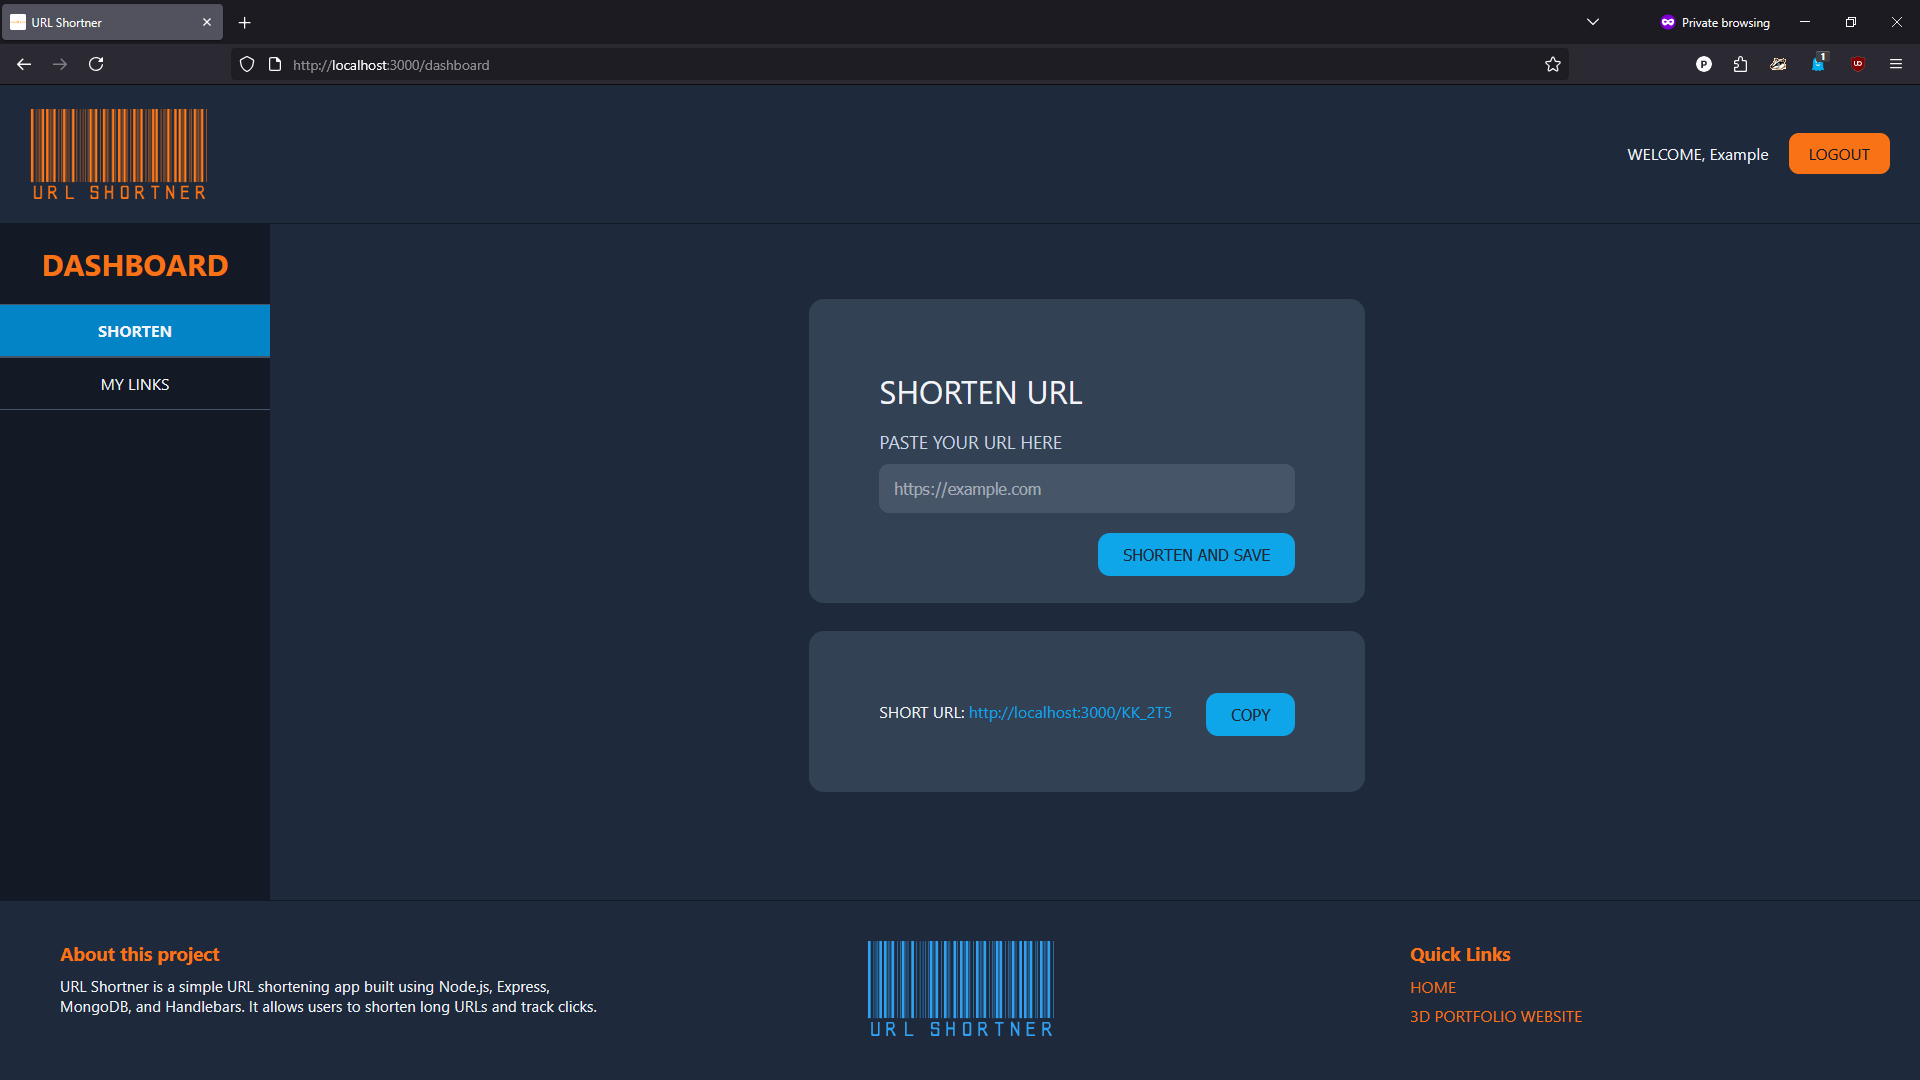 URL Shortner
Private browsing
http://localhost:3000/dashboard
1
URL SHORTNER
WELCOME, Example
LOGOUT
DASHBOARD
SHORTEN
MY LINKS
SHORTEN URL
PASTE YOUR URL HERE
https://example.com
SHORTEN AND SAVE
SHORT URL: http://localhost:3000/KK_2T5
COPY
About this project
URL Shortner is a simple URL shortening app built using Node.js, Express,
MongoDB, and Handlebars. It allows users to shorten long URLs and track clicks.
URL SHORTNER
Quick Links
HOME
3D PORTFOLIO WEBSITE